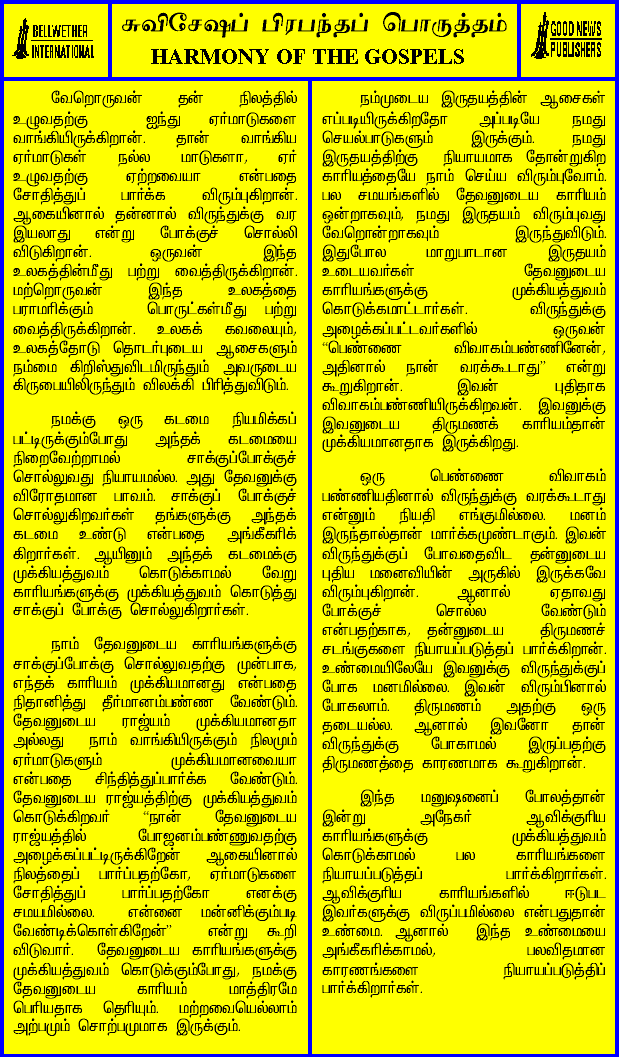 BELLWETHER
INTERNATIONAL
சுவிசேஷப் பிரபந்தப் பொருத்தம்
HARMONY OF THE GOSPELS
GOOD NEWS
PUBLISHERS
வேறொருவன் தன் நிலத்தில்
உழுவதற்கு ஐந்து ஏர்மாடுகளை
வாங்கியிருக்கிறான். தான் வாங்கிய
ஏர்மாடுகள் நல்ல மாடுகளா, ஏர்
உழுவதற்கு ஏற்றவையா என்பதை
சோதித்துப் பார்க்க விரும்புகிறான்.
ஆகையினால் தன்னால் விருந்துக்கு வர
இயலாது என்று போக்குச் சொல்லி
விடுகிறான். ஒருவன் இந்த
உலகத்தின்மீது பற்று வைத்திருக்கிறான்.
மற்றொருவன் இந்த உலகத்தை
பராமரிக்கும் பொருட்கள்மீது பற்று
வைத்திருக்கிறான். உலகக் கவலையும்,
உலகத்தோடு தொடர்புடைய ஆசைகளும்
நம்மை கிறிஸ்துவிடமிருந்தும் அவருடைய
கிருபையிலிருந்தும் விலக்கி பிரித்துவிடும்.
நமக்கு ஒரு கடமை நியமிக்கப்
பட்டிருக்கும்போது அந்தக் கடமையை
நிறைவேற்றாமல் சாக்குப்போக்குச்
சொல்லுவது நியாயமல்ல. அது தேவனுக்கு
விரோதமான பாவம். சாக்குப் போக்குச்
சொல்லுகிறவர்கள் தங்களுக்கு அந்தக்
கடமை உண்டு என்பதை அங்கீகரிக்
கிறார்கள். ஆயினும் அந்தக் கடமைக்கு
முக்கியத்துவம் கொடுக்காமல் வேறு
காரியங்களுக்கு முக்கியத்துவம் கொடுத்து
சாக்குப் போக்கு சொல்லுகிறார்கள்.
நாம் தேவனுடைய காரியங்களுக்கு
சாக்குப்போக்கு சொல்லுவதற்கு முன்பாக,
எந்தக் காரியம் முக்கியமானது என்பதை
நிதானித்து தீர்மானம்பண்ண வேண்டும்.
தேவனுடைய ராஜ்யம் முக்கியமானதா
அல்லது நாம் வாங்கியிருக்கும் நிலமும்
ஏர்மாடுகளும் முக்கியமானவையா
என்பதை சிந்தித்துப்பார்க்க வேண்டும்.
தேவனுடைய ராஜ்யத்திற்கு முக்கியத்துவம்
கொடுக்கிறவர் “நான் தேவனுடைய
ராஜ்யத்தில் போஜனம்பண்ணுவதற்கு
அழைக்கப்பட்டிருக்கிறேன் ஆகையினால்
நிலத்தைப் பார்ப்பதற்கோ, ஏர்மாடுகளை
சோதித்துப் பார்ப்பதற்கோ எனக்கு
சமயமில்லை. என்னை மன்னிக்கும்படி
வேண்டிக்கொள்கிறேன்” என்று கூறி
விடுவார். தேவனுடைய காரியங்களுக்கு
முக்கியத்துவம் கொடுக்கும்போது, நமக்கு
தேவனுடைய காரியம் மாத்திரமே
பெரியதாக தெரியும். மற்றவையெல்லாம்
அற்பமும் சொற்பமுமாக இருக்கும்.
நம்முடைய இருதயத்தின் ஆசைகள்
எப்படியிருக்கிறதோ அப்படியே நமது
செயல்பாடுகளும் இருக்கும். நமது
இருதயத்திற்கு நியாயமாக தோன்றுகிற
காரியத்தையே நாம் செய்ய விரும்புவோம்.
பல சமயங்களில் தேவனுடைய காரியம்
ஒன்றாகவும், நமது இருதயம் விரும்புவது
வேறொன்றாகவும் இருந்துவிடும்.
இதுபோல மாறுபாடான இருதயம்
உடையவர்கள் தேவனுடைய
காரியங்களுக்கு முக்கியத்துவம்
கொடுக்கமாட்டார்கள். விருந்துக்கு
அழைக்கப்பட்டவர்களில் ஒருவன்
“பெண்ணை விவாகம்பண்ணினேன்,
அதினால் நான் வரக்கூடாது” என்று
கூறுகிறான். இவன் புதிதாக
விவாகம்பண்ணியிருக்கிறவன். இவனுக்கு
இவனுடைய திருமணக் காரியம்தான்
முக்கியமானதாக இருக்கிறது.
ஒரு பெண்ணை விவாகம்
பண்ணியதினால் விருந்துக்கு வரக்கூடாது
என்னும் நியதி எங்குமில்லை. மனம்
இருந்தால்தான் மார்க்கமுண்டாகும். இவன்
விருந்துக்குப் போவதைவிட தன்னுடைய
புதிய மனைவியின் அருகில் இருக்கவே
விரும்புகிறான். ஆனால் ஏதாவது
போக்குச் சொல்ல வேண்டும்
என்பதற்காக, தன்னுடைய திருமணச்
சடங்குகளை நியாயப்படுத்தப் பார்க்கிறான்.
உண்மையிலேயே இவனுக்கு விருந்துக்குப்
போக மனமில்லை. இவன் விரும்பினால்
போகலாம். திருமணம் அதற்கு ஒரு
தடையல்ல. ஆனால் இவனோ தான்
விருந்துக்கு போகாமல் இருப்பதற்கு
திருமணத்தை காரணமாக கூறுகிறான்.
இந்த மனுஷனைப் போலத்தான்
இன்று அநேகர் ஆவிக்குரிய
காரியங்களுக்கு முக்கியத்துவம்
கொடுக்காமல் பல காரியங்களை
நியாயப்படுத்தப் பார்க்கிறார்கள்.
ஆவிக்குரிய காரியங்களில் ஈடுபட
இவர்களுக்கு விருப்பமில்லை என்பதுதான்
உண்மை. ஆனால் இந்த உண்மையை
அங்கீகரிக்காமல், பலவிதமான
காரணங்களை நியாயப்படுத்திப்
பார்க்கிறார்கள்.